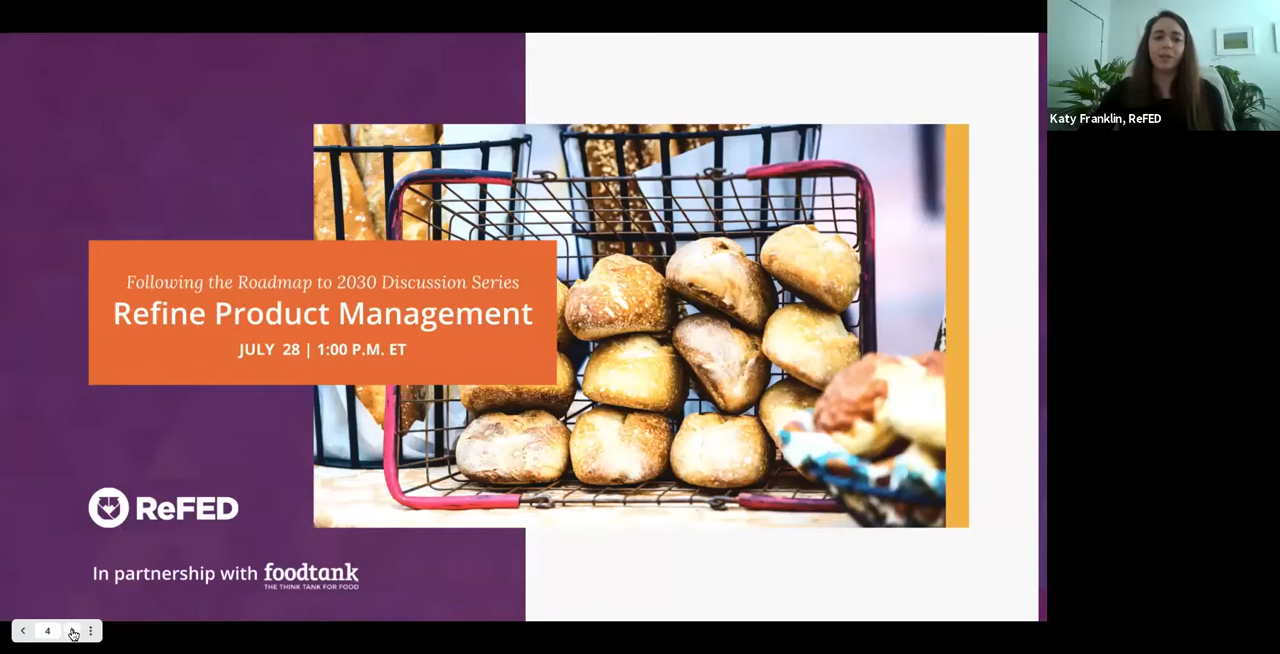 Katy Franklin, ReFED
Following the Roadmap to 2030 Discussion Series
Refine Product Management
JULY 28 | 1:00 P.M. ET
ReFED
In partnership with foodtank
THE THINK TANK FOR FOOD
4